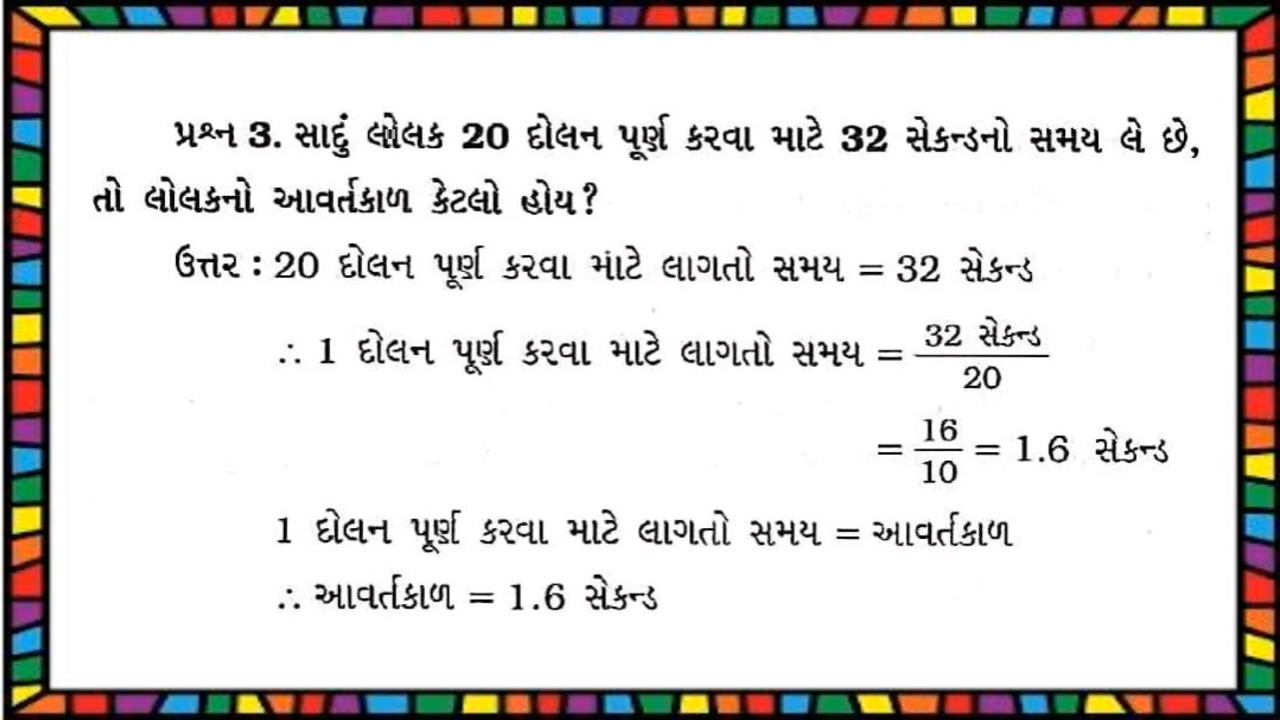 પ્રશ્ન 3. સાદું લોલક 20 દોલન પૂર્ણ કરવા માટે 32 સેકન્ડનો સમય લે છે,
તો લોલકનો આવર્તકાળ કેટલો હોય?
ઉત્તર : 20 દોલન પૂર્ણ કરવા માટે લાગતો સમય = 32 સેકન્ડ
∴ 1 દોલન પૂર્ણ કરવા માટે લાગતો સમય = 32 સેકન્ડ / 20
= 16 / 10 = 1.6 સેકન્ડ
1 દોલન પૂર્ણ કરવા માટે લાગતો સમય = આવર્તકાળ
∴ આવર્તકાળ = 1.6 સેકન્ડ